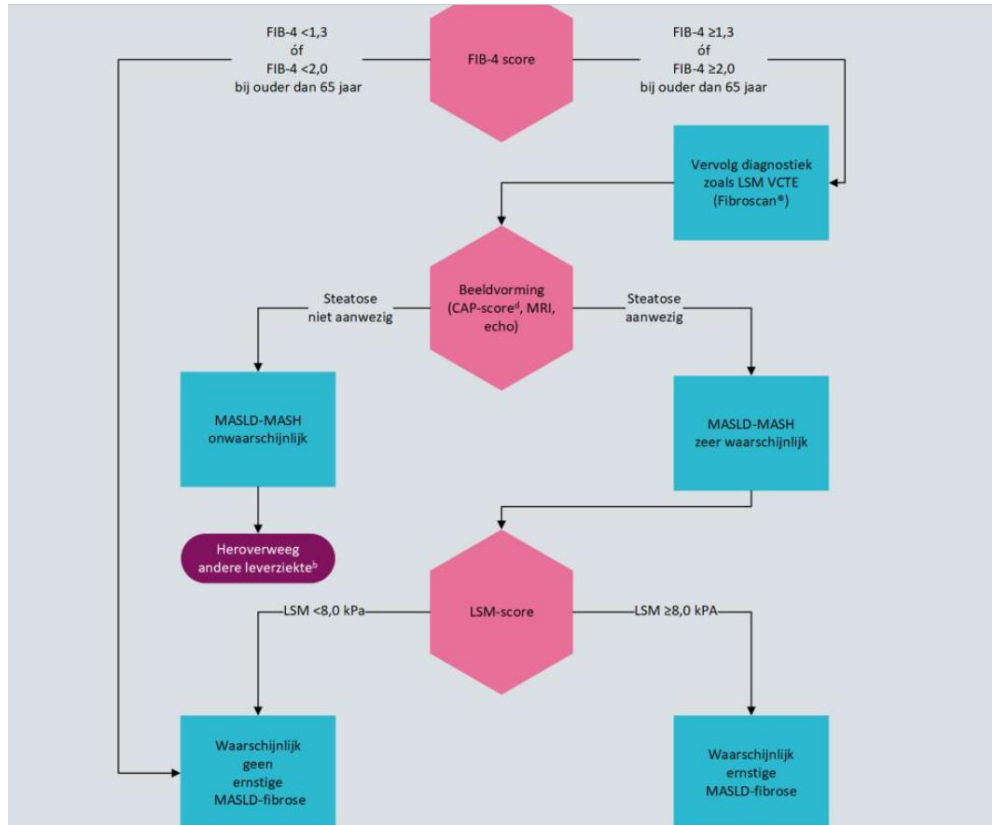 FIB-4 <1,3
óf
FIB-4 <2,0
bij ouder dan 65 jaar
FIB-4 score
FIB-4 ≥1,3
óf
FIB-4 ≥2,0
bij ouder dan 65 jaar
Vervolg diagnostiek
zoals LSM VCTE
(Fibroscan®)
Beeldvorming
(CAP-scoreᵈ, MRI,
echo)
Steatose
niet aanwezig
Steatose
aanwezig
MASLD-MASH
onwaarschijnlijk
MASLD-MASH
zeer waarschijnlijk
Heroverweeg
andere leverziekteᵇ
LSM <8,0 kPa
LSM-score
LSM ≥8,0 kPA
Waarschijnlijk
geen
ernstige
MASLD-fibrose
Waarschijnlijk
ernstige
MASLD-fibrose